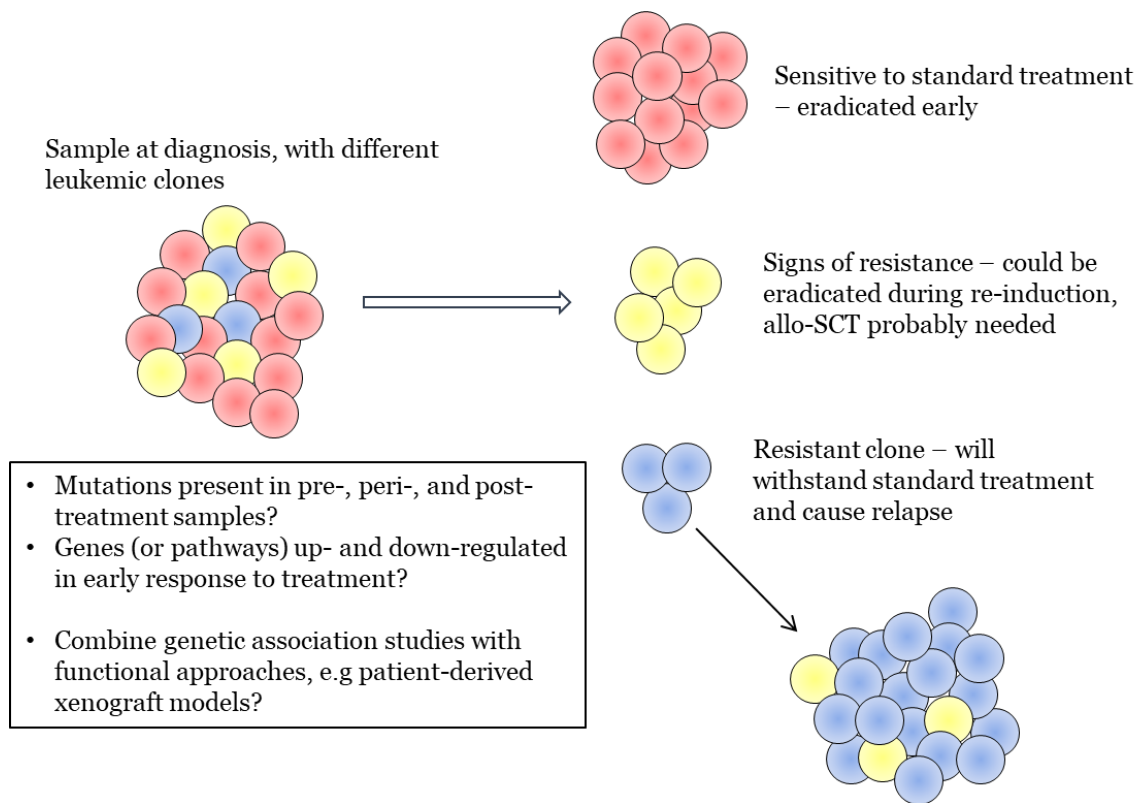 Sample at diagnosis, with different
leukemic clones
Sensitive to standard treatment
– eradicated early
Signs of resistance – could be
eradicated during re-induction,
allo-SCT probably needed
Resistant clone – will
withstand standard treatment
and cause relapse
• Mutations present in pre-, peri-, and post-
treatment samples?
• Genes (or pathways) up- and down-regulated
in early response to treatment?
• Combine genetic association studies with
functional approaches, e.g patient-derived
xenograft models?